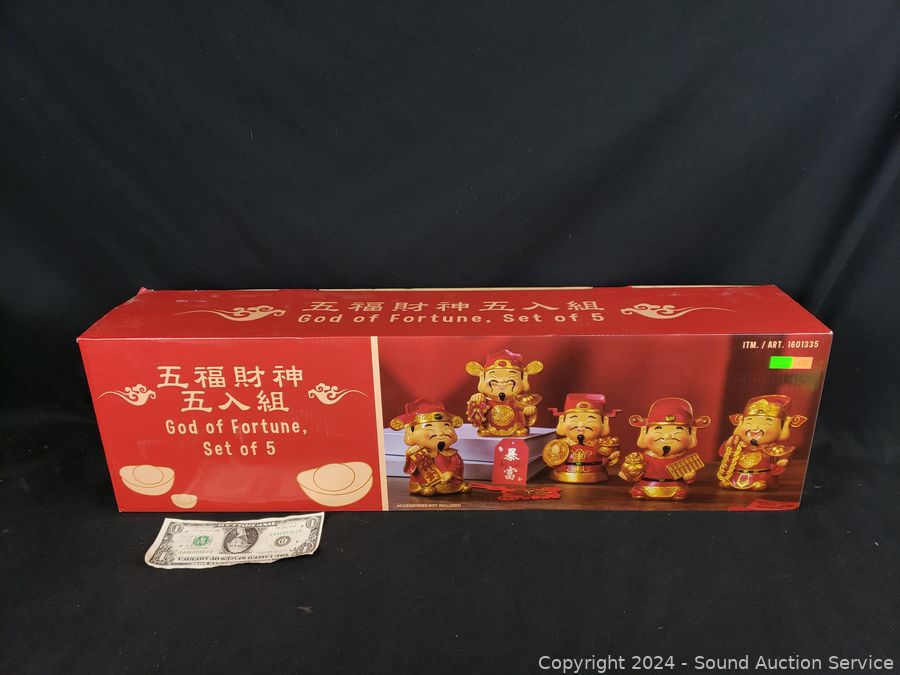 五福財神五入組
God of Fortune, Set of 5
ITM. / ART. 1601335
五福財神
五入組
God of Fortune,
Set of 5
暴富
ACCESSORIES NOT INCLUDED
Copyright © 2024 - Sound Auction Service